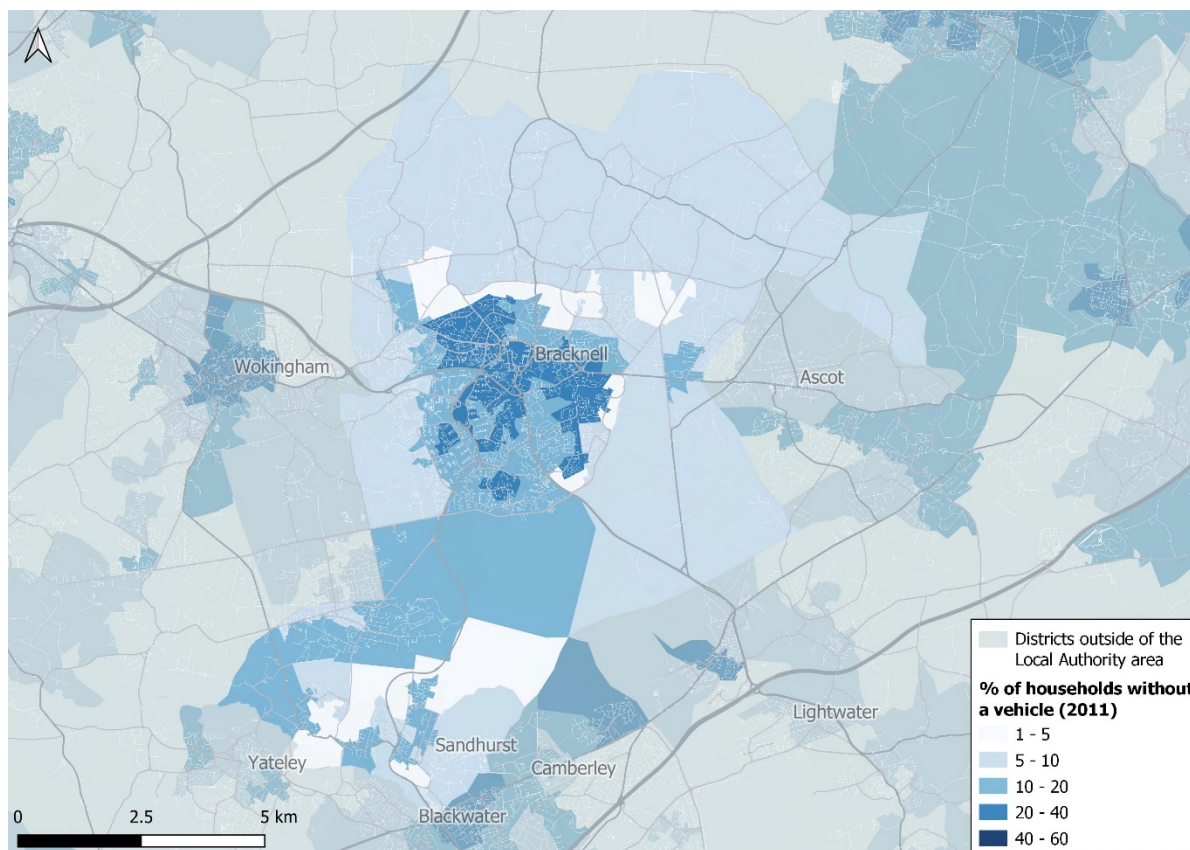 Bracknell
Wokingham
Ascot
Lightwater
Sandhurst
Yateley
Camberley
Blackwater
0 2.5 5 km
Districts outside of the
Local Authority area
% of households without
a vehicle (2011)
1 - 5
5 - 10
10 - 20
20 - 40
40 - 60